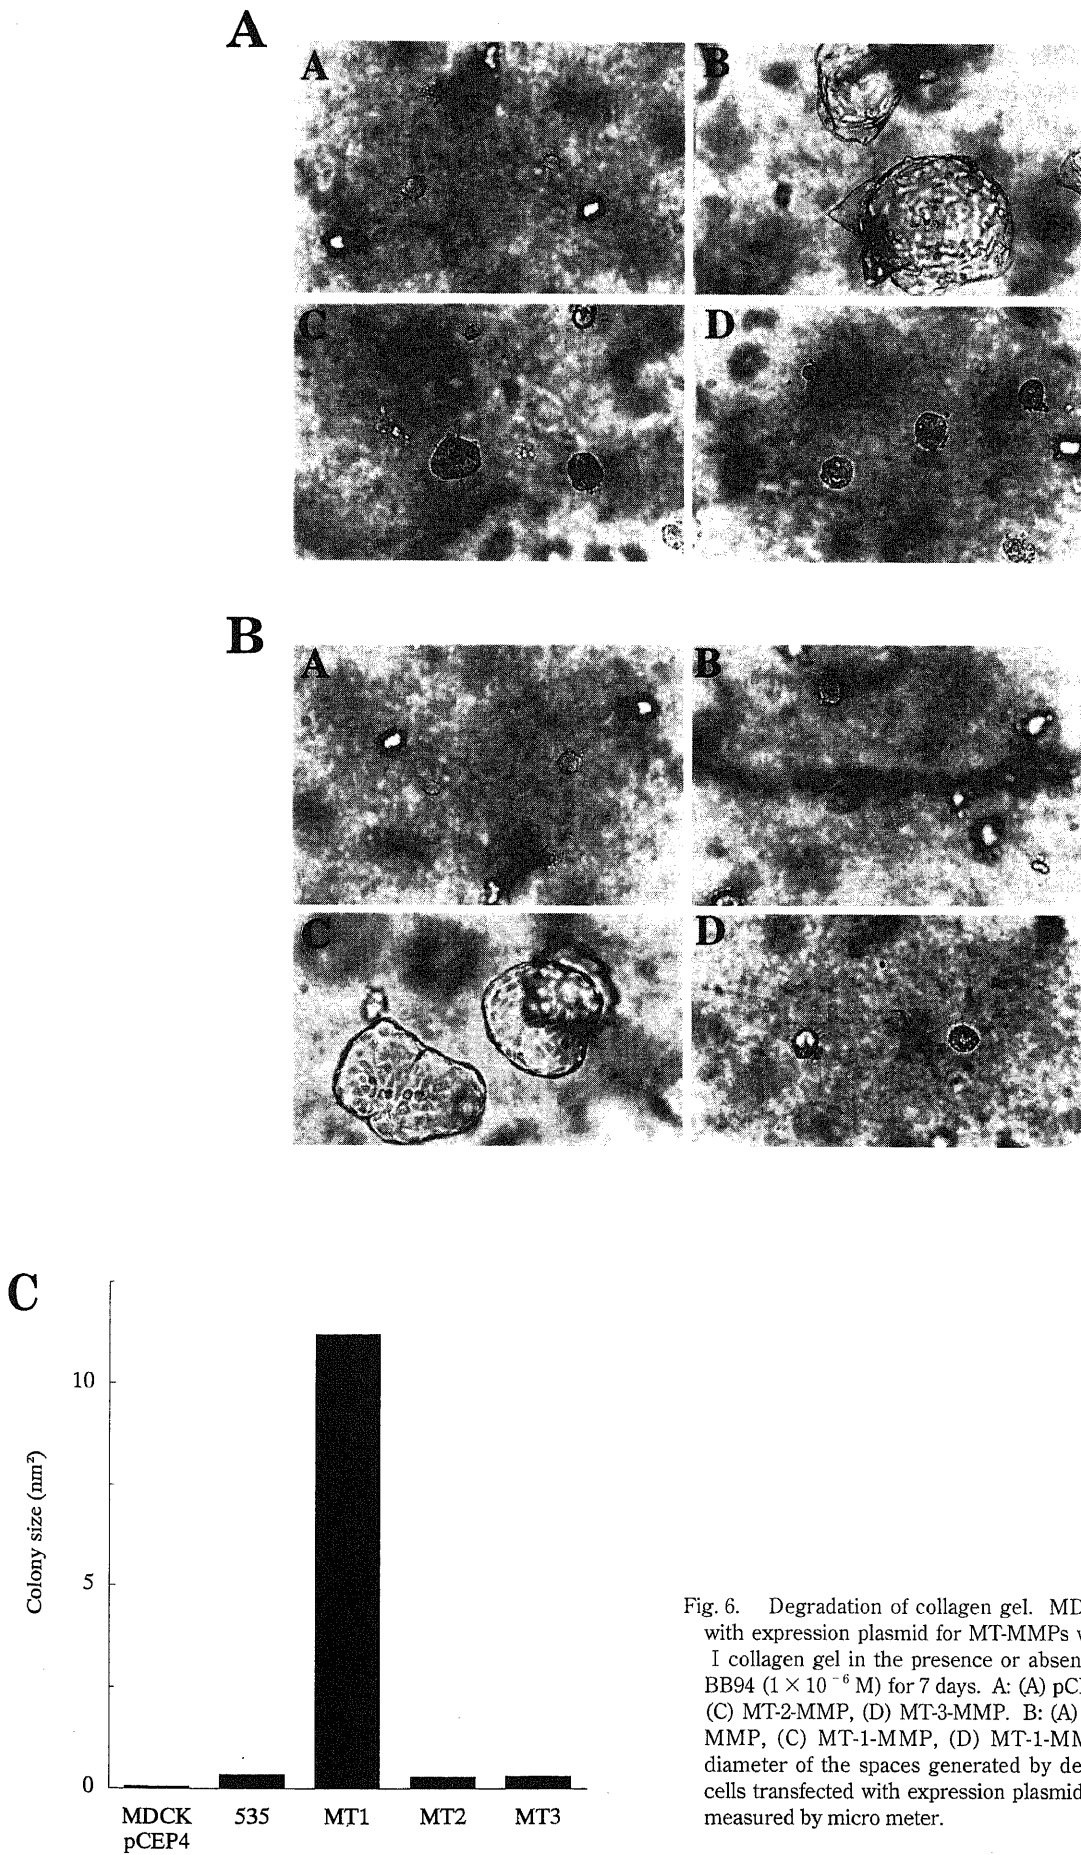 A
A
B
C
D
B
A
B
C
D
C
Colony size (nm²)
10
5
0
MDCK pCEP4
535
MT1
MT2
MT3
Fig. 6. Degradation of collagen gel. MD
with expression plasmid for MT-MMPs
I collagen gel in the presence or absen
BB94 (1 × 10⁻⁶ M) for 7 days. A: (A) pC
(C) MT-2-MMP, (D) MT-3-MMP. B: (A)
MMP, (C) MT-1-MMP, (D) MT-1-MM
diameter of the spaces generated by de
cells transfected with expression plasmid
measured by micro meter.